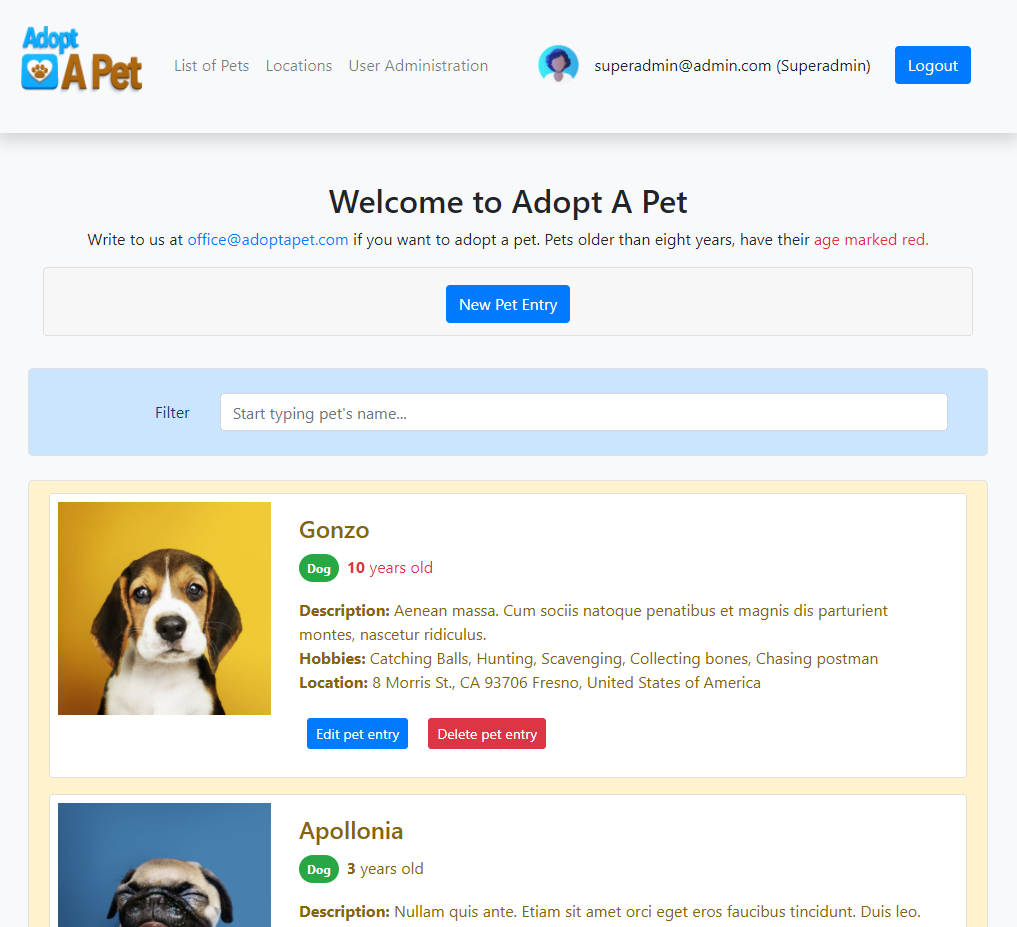 Adopt
A Pet
List of Pets Locations User Administration
superadmin@admin.com (Superadmin)
Logout
Welcome to Adopt A Pet
Write to us at office@adoptapet.com if you want to adopt a pet. Pets older than eight years, have their age marked red.
New Pet Entry
Filter
Start typing pet's name...
Gonzo
Dog 10 years old
Description: Aenean massa. Cum sociis natoque penatibus et magnis dis parturient
montes, nascetur ridiculus.
Hobbies: Catching Balls, Hunting, Scavenging, Collecting bones, Chasing postman
Location: 8 Morris St., CA 93706 Fresno, United States of America
Edit pet entry Delete pet entry
Apollonia
Dog 3 years old
Description: Nullam quis ante. Etiam sit amet orci eget eros faucibus tincidunt. Duis leo.